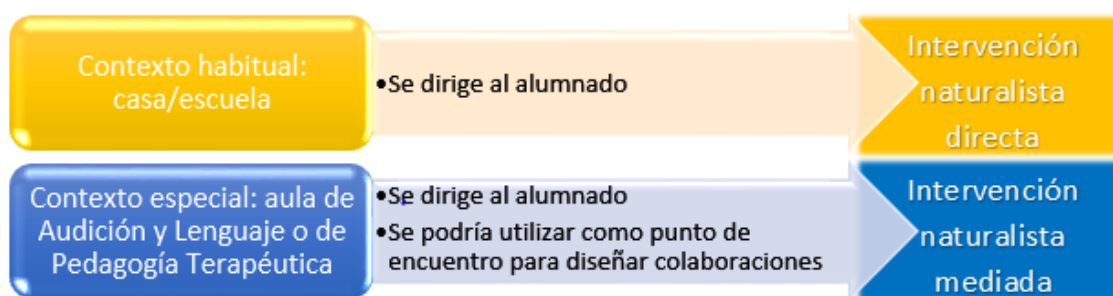 Contexto habitual:
casa/escuela
•Se dirige al alumnado
Intervención
naturalista
directa
Contexto especial: aula de
Audición y Lenguaje o de
Pedagogía Terapéutica
•Se dirige al alumnado
•Se podría utilizar como punto de
encuentro para diseñar colaboraciones
Intervención
naturalista
mediada